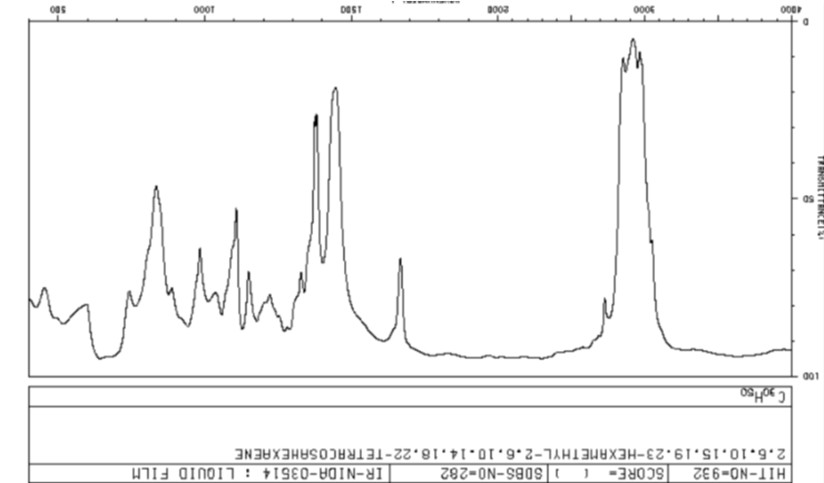 HIT-NO=932 SCORE= ( ) SDBS-NO=282 IR-NIDA-03514 : LIQUID FILM
2,6,10,15,19,23-HEXAMETHYL-2,6,10,14,18,22-TETRACOSAHEXAENE
C30H50
100
50
TRANSMITTANCE(%)
0
4000 3000 2000 1500 1000 500